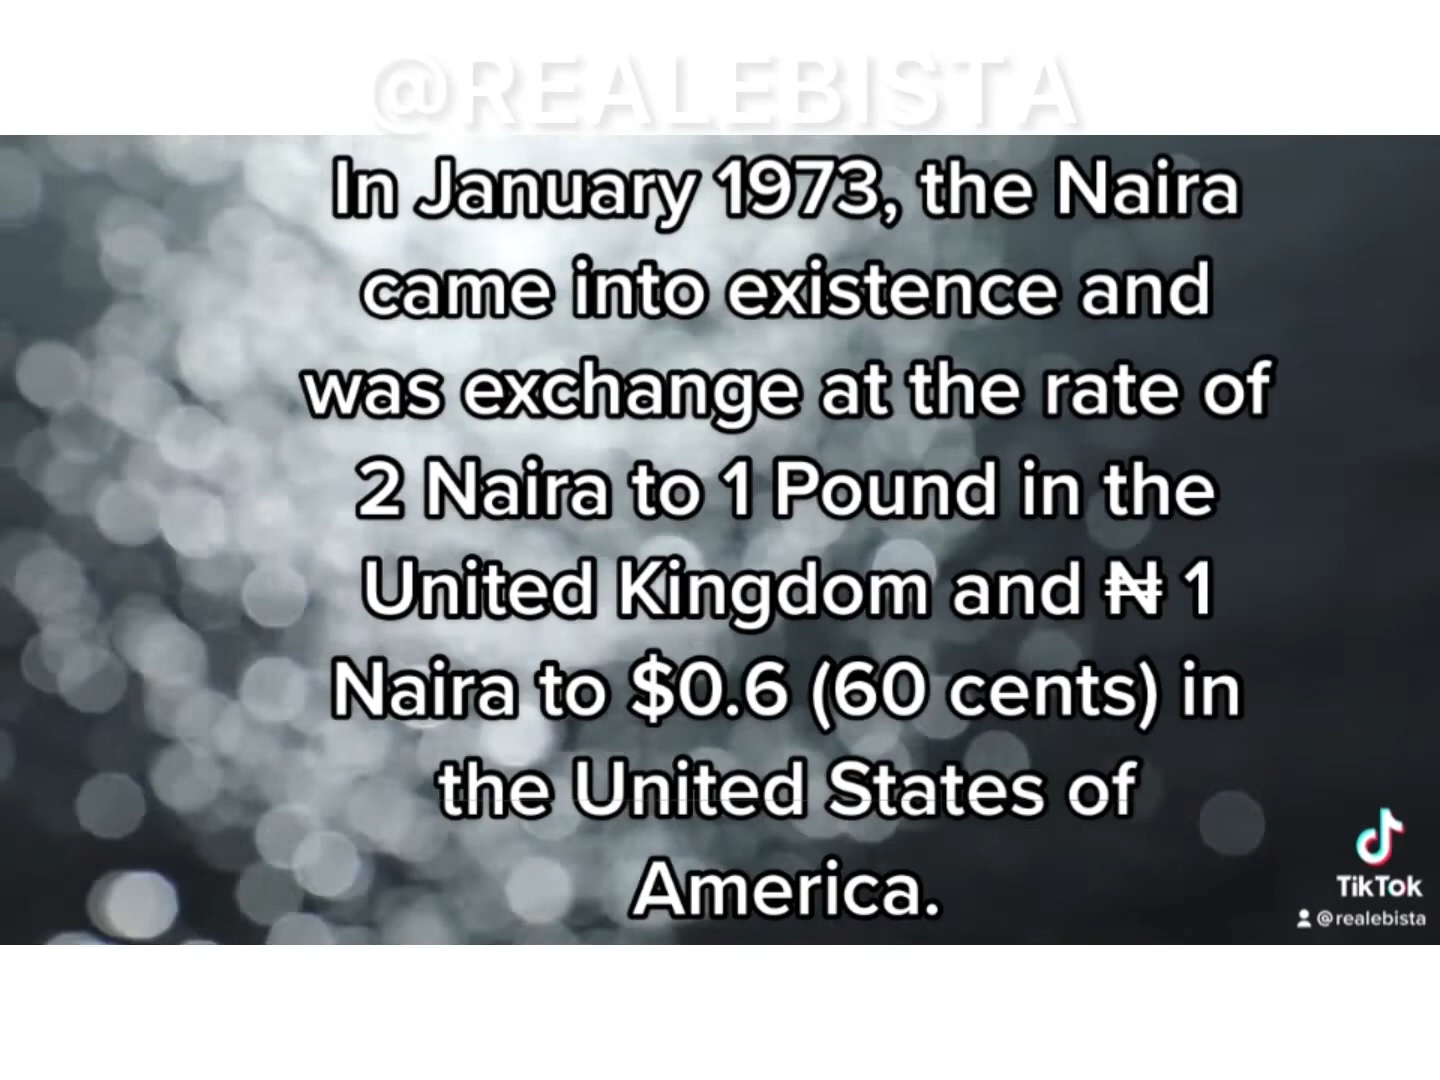 @REALEBISTA
In January 1973, the Naira
came into existence and
was exchange at the rate of
2 Naira to 1 Pound in the
United Kingdom and ₦ 1
Naira to $0.6 (60 cents) in
the United States of
America.
TikTok
@realebista